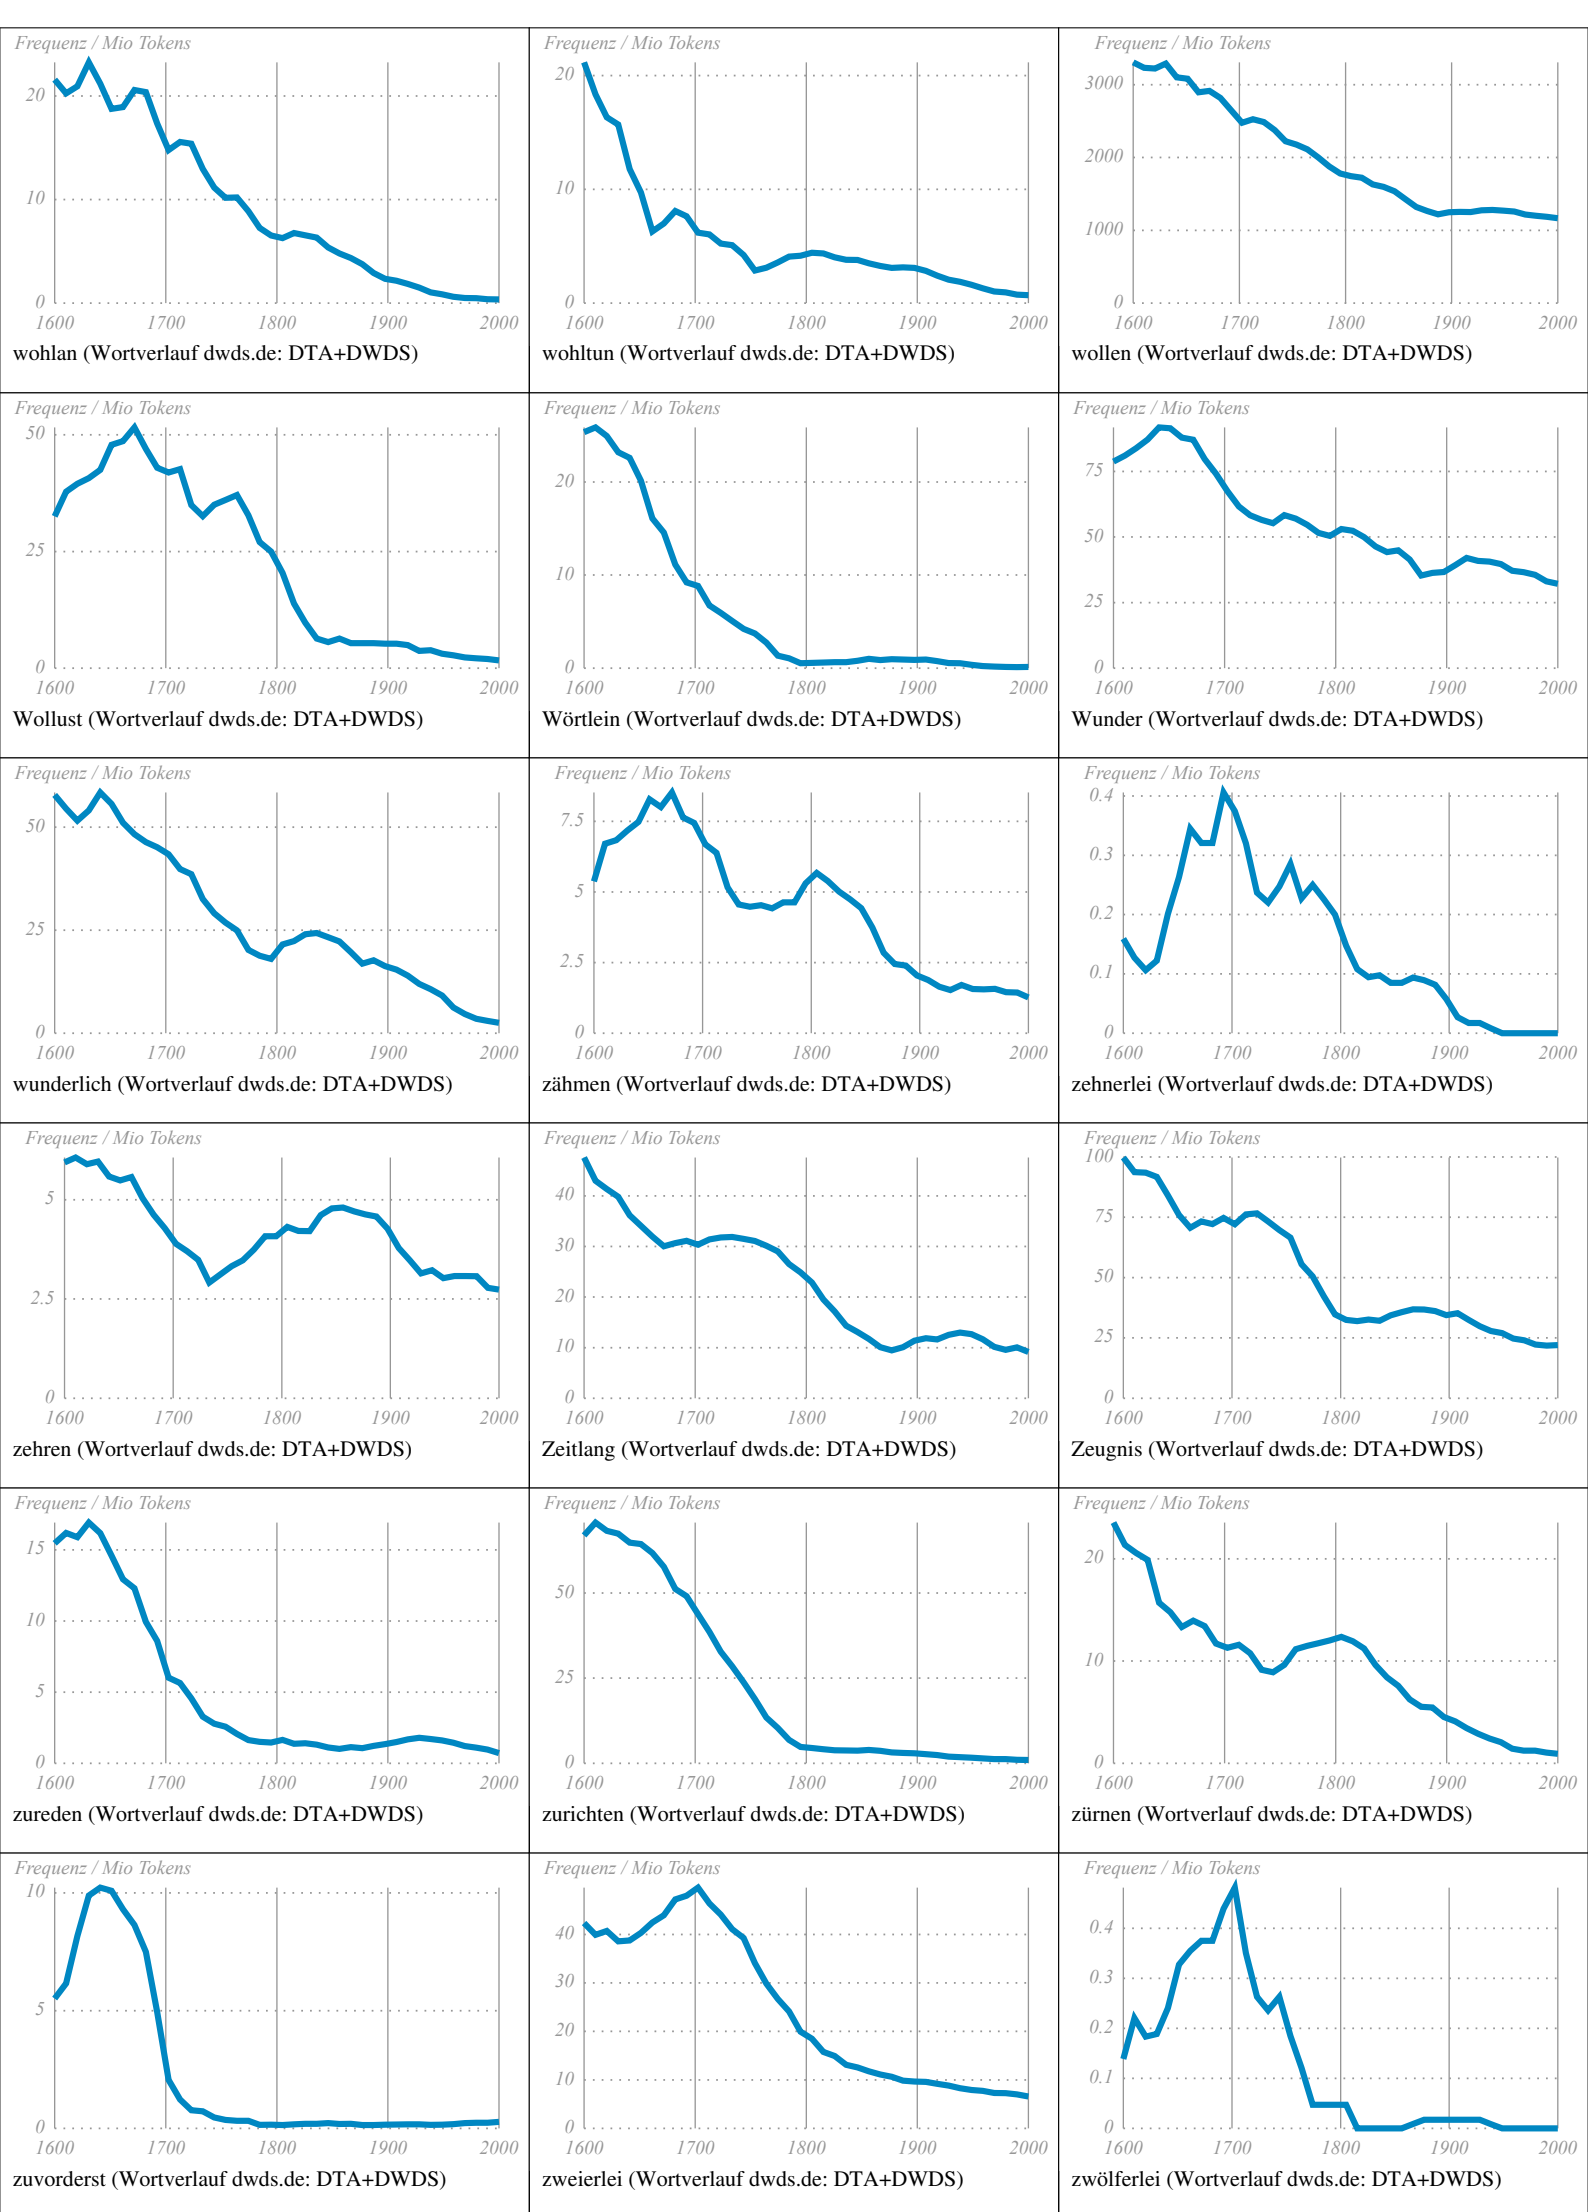 Frequenz / Mio Tokens
20
10
0
1600 1700 1800 1900 2000
wohlan (Wortverlauf dwds.de: DTA+DWDS)
Frequenz / Mio Tokens
20
10
0
1600 1700 1800 1900 2000
wohltun (Wortverlauf dwds.de: DTA+DWDS)
Frequenz / Mio Tokens
3000
2000
1000
0
1600 1700 1800 1900 2000
wollen (Wortverlauf dwds.de: DTA+DWDS)
Frequenz / Mio Tokens
50
25
0
1600 1700 1800 1900 2000
Wollust (Wortverlauf dwds.de: DTA+DWDS)
Frequenz / Mio Tokens
20
10
0
1600 1700 1800 1900 2000
Wörtlein (Wortverlauf dwds.de: DTA+DWDS)
Frequenz / Mio Tokens
75
50
25
0
1600 1700 1800 1900 2000
Wunder (Wortverlauf dwds.de: DTA+DWDS)
Frequenz / Mio Tokens
50
25
0
1600 1700 1800 1900 2000
wunderlich (Wortverlauf dwds.de: DTA+DWDS)
Frequenz / Mio Tokens
7.5
5
2.5
0
1600 1700 1800 1900 2000
zähmen (Wortverlauf dwds.de: DTA+DWDS)
Frequenz / Mio Tokens
0.4
0.3
0.2
0.1
0
1600 1700 1800 1900 2000
zehnerlei (Wortverlauf dwds.de: DTA+DWDS)
Frequenz / Mio Tokens
5
2.5
0
1600 1700 1800 1900 2000
zehren (Wortverlauf dwds.de: DTA+DWDS)
Frequenz / Mio Tokens
40
30
20
10
0
1600 1700 1800 1900 2000
Zeitlang (Wortverlauf dwds.de: DTA+DWDS)
Frequenz / Mio Tokens
100
75
50
25
0
1600 1700 1800 1900 2000
Zeugnis (Wortverlauf dwds.de: DTA+DWDS)
Frequenz / Mio Tokens
15
10
5
0
1600 1700 1800 1900 2000
zureden (Wortverlauf dwds.de: DTA+DWDS)
Frequenz / Mio Tokens
50
25
0
1600 1700 1800 1900 2000
zurichten (Wortverlauf dwds.de: DTA+DWDS)
Frequenz / Mio Tokens
20
10
0
1600 1700 1800 1900 2000
zürnen (Wortverlauf dwds.de: DTA+DWDS)
Frequenz / Mio Tokens
10
5
0
1600 1700 1800 1900 2000
zuvorderst (Wortverlauf dwds.de: DTA+DWDS)
Frequenz / Mio Tokens
40
30
20
10
0
1600 1700 1800 1900 2000
zweierlei (Wortverlauf dwds.de: DTA+DWDS)
Frequenz / Mio Tokens
0.4
0.3
0.2
0.1
0
1600 1700 1800 1900 2000
zwölferlei (Wortverlauf dwds.de: DTA+DWDS)